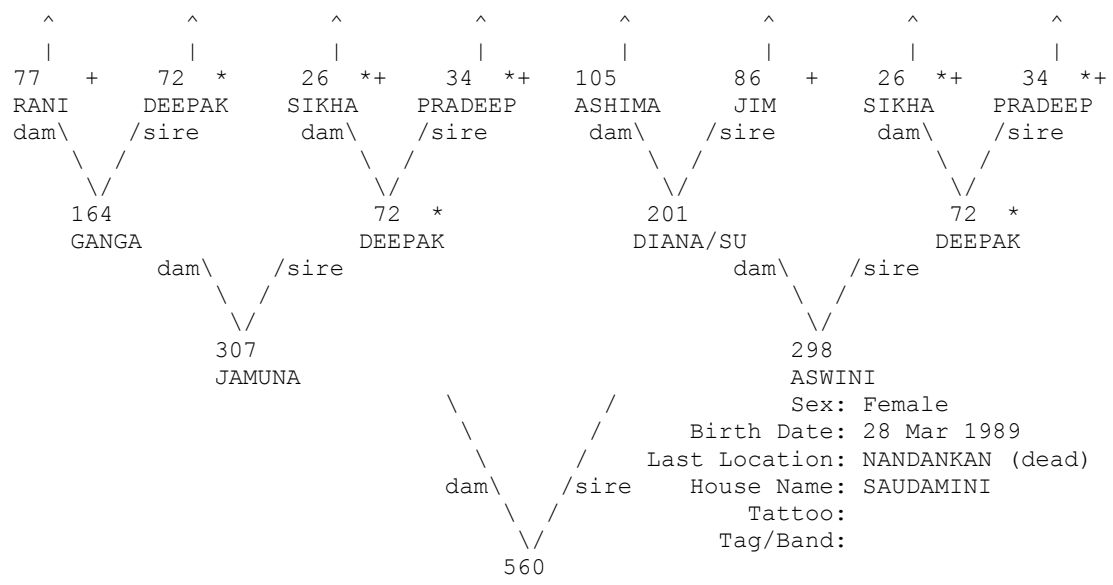 ^ ^ ^ ^ ^ ^ ^ ^
| | | | | | | |
77 + 72 * 26 *+ 34 *+ 105 86 + 26 *+ 34 *+
RANI DEEPAK SIKHA PRADEEP ASHIMA JIM SIKHA PRADEEP
dam\ /sire dam\ /sire dam\ /sire dam\ /sire
\ / \ / \ / \ /
\/ \/ \/ \/
164 72 * 201 72 *
GANGA DEEPAK DIANA/SU DEEPAK
dam\ /sire dam\ /sire
\ / \ /
\/ \/
307 298
JAMUNA ASWINI
\ / Sex: Female
\ / Birth Date: 28 Mar 1989
\ / Last Location: NANDANKAN (dead)
dam\ /sire House Name: SAUDAMINI
\ / Tattoo:
\/ Tag/Band:
560